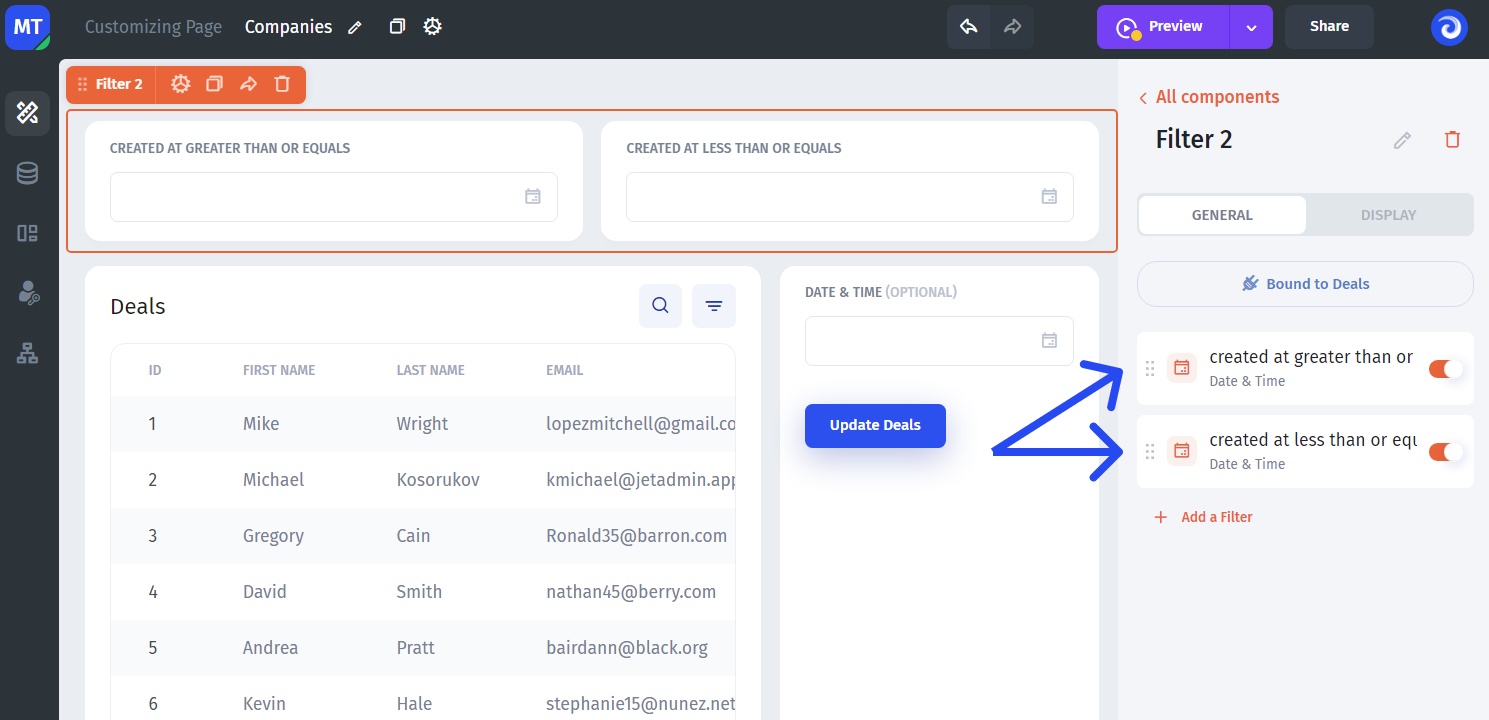 MT
Customizing Page Companies
Preview
Share
Filter 2
CREATED AT GREATER THAN OR EQUALS
CREATED AT LESS THAN OR EQUALS
Deals
ID FIRST NAME LAST NAME EMAIL
1 Mike Wright lopezmitchell@gmail.co
2 Michael Kosorukov kmichael@jetadmin.app
3 Gregory Cain Ronald35@barron.com
4 David Smith nathan45@berry.com
5 Andrea Pratt bairdann@black.org
6 Kevin Hale stephanie15@nunez.net
DATE & TIME (OPTIONAL)
Update Deals
All components
Filter 2
GENERAL DISPLAY
Bound to Deals
created at greater than or
Date & Time
created at less than or equ
Date & Time
+ Add a Filter